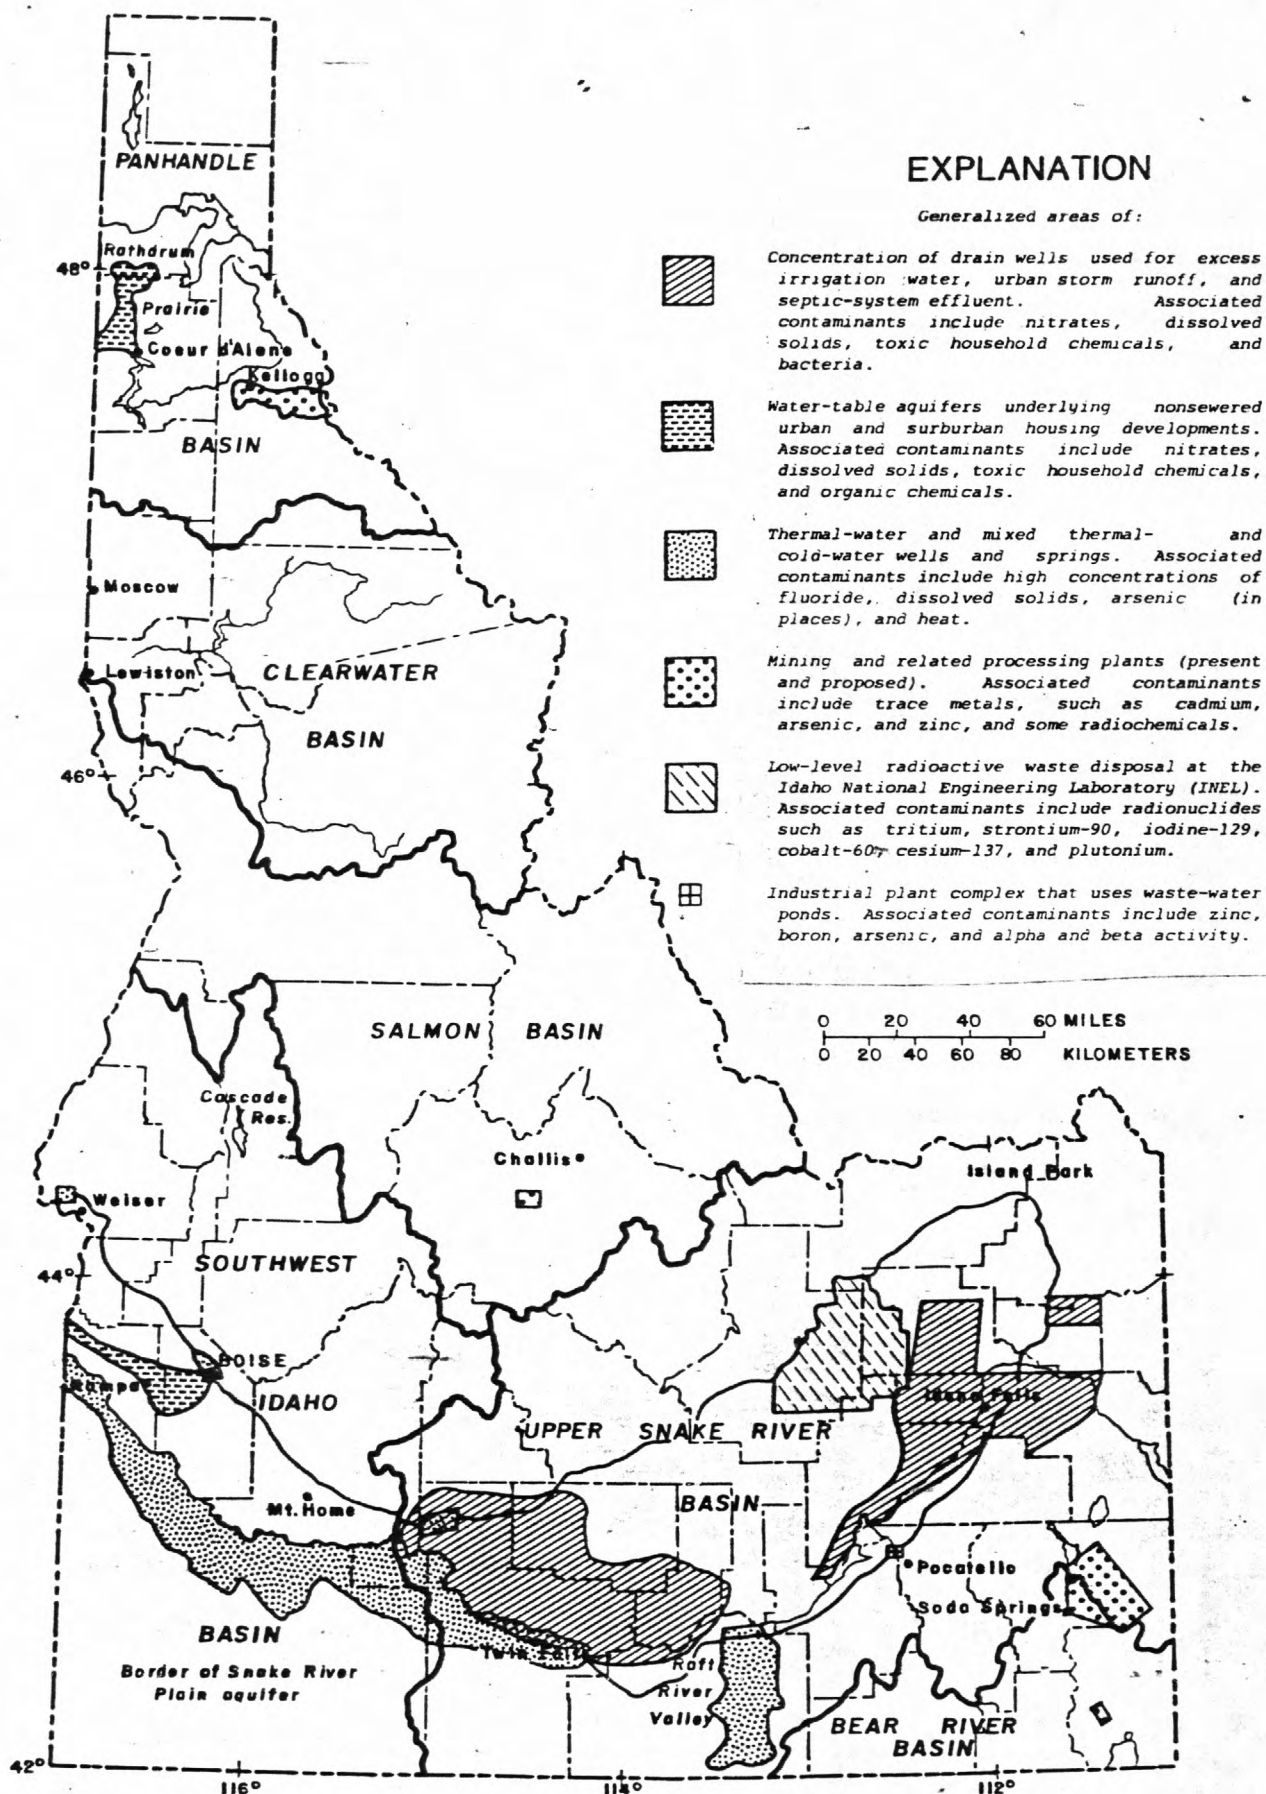 EXPLANATION
Generalized areas of:
Concentration of drain wells used for excess
irrigation water, urban storm runoff, and
septic-system effluent. Associated
contaminants include nitrates, dissolved
solids, toxic household chemicals, and
bacteria.
Water-table aquifers underlying nonsewered
urban and surburban housing developments.
Associated contaminants include nitrates,
dissolved solids, toxic household chemicals,
and organic chemicals.
Thermal-water and mixed thermal- and
cold-water wells and springs. Associated
contaminants include high concentrations of
fluoride, dissolved solids, arsenic (in
places), and heat.
Mining and related processing plants (present
and proposed). Associated contaminants
include trace metals, such as cadmium,
arsenic, and zinc, and some radiochemicals.
Low-level radioactive waste disposal at the
Idaho National Engineering Laboratory (INEL).
Associated contaminants include radionuclides
such as tritium, strontium-90, iodine-129,
cobalt-60, cesium-137, and plutonium.
Industrial plant complex that uses waste-water
ponds. Associated contaminants include zinc,
boron, arsenic, and alpha and beta activity.
0 20 40 60 MILES
0 20 40 60 80 KILOMETERS
PANHANDLE
Rathdrum
48°
Prairie
Coeur d'Alene
Kellogg
BASIN
Moscow
Lewiston
CLEARWATER
BASIN
46°
SALMON BASIN
Cascade
Res.
Challis
Island Park
Weiser
SOUTHWEST
44°
BOISE
Nampa
IDAHO
Idaho Falls
UPPER SNAKE RIVER
BASIN
Mt. Home
Pocatello
Soda Springs
BASIN
Twin Falls
Border of Snake River
Plain aquifer
Raft
River
Valley
BEAR RIVER
BASIN
42°
116°
114°
112°